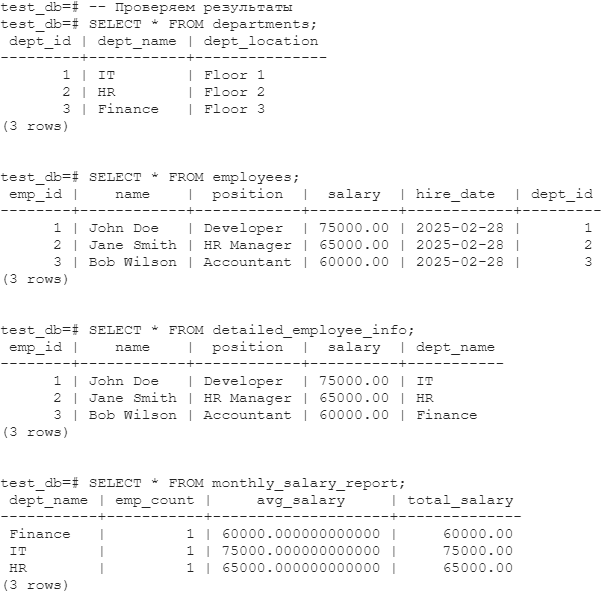 test_db=# -- Проверяем результаты
test_db=# SELECT * FROM departments;
 dept_id | dept_name | dept_location
---------+-----------+---------------
       1 | IT        | Floor 1
       2 | HR        | Floor 2
       3 | Finance   | Floor 3
(3 rows)
test_db=# SELECT * FROM employees;
 emp_id |    name    |  position  |  salary  | hire_date  | dept_id
--------+------------+------------+----------+------------+---------
      1 | John Doe   | Developer  | 75000.00 | 2025-02-28 |       1
      2 | Jane Smith | HR Manager | 65000.00 | 2025-02-28 |       2
      3 | Bob Wilson | Accountant | 60000.00 | 2025-02-28 |       3
(3 rows)
test_db=# SELECT * FROM detailed_employee_info;
 emp_id |    name    |  position  |  salary  | dept_name
--------+------------+------------+----------+-----------
      1 | John Doe   | Developer  | 75000.00 | IT
      2 | Jane Smith | HR Manager | 65000.00 | HR
      3 | Bob Wilson | Accountant | 60000.00 | Finance
(3 rows)
test_db=# SELECT * FROM monthly_salary_report;
 dept_name | emp_count |     avg_salary     | total_salary
-----------+-----------+--------------------+--------------
 Finance   |         1 | 60000.000000000000 |     60000.00
 IT        |         1 | 75000.000000000000 |     75000.00
 HR        |         1 | 65000.000000000000 |     65000.00
(3 rows)